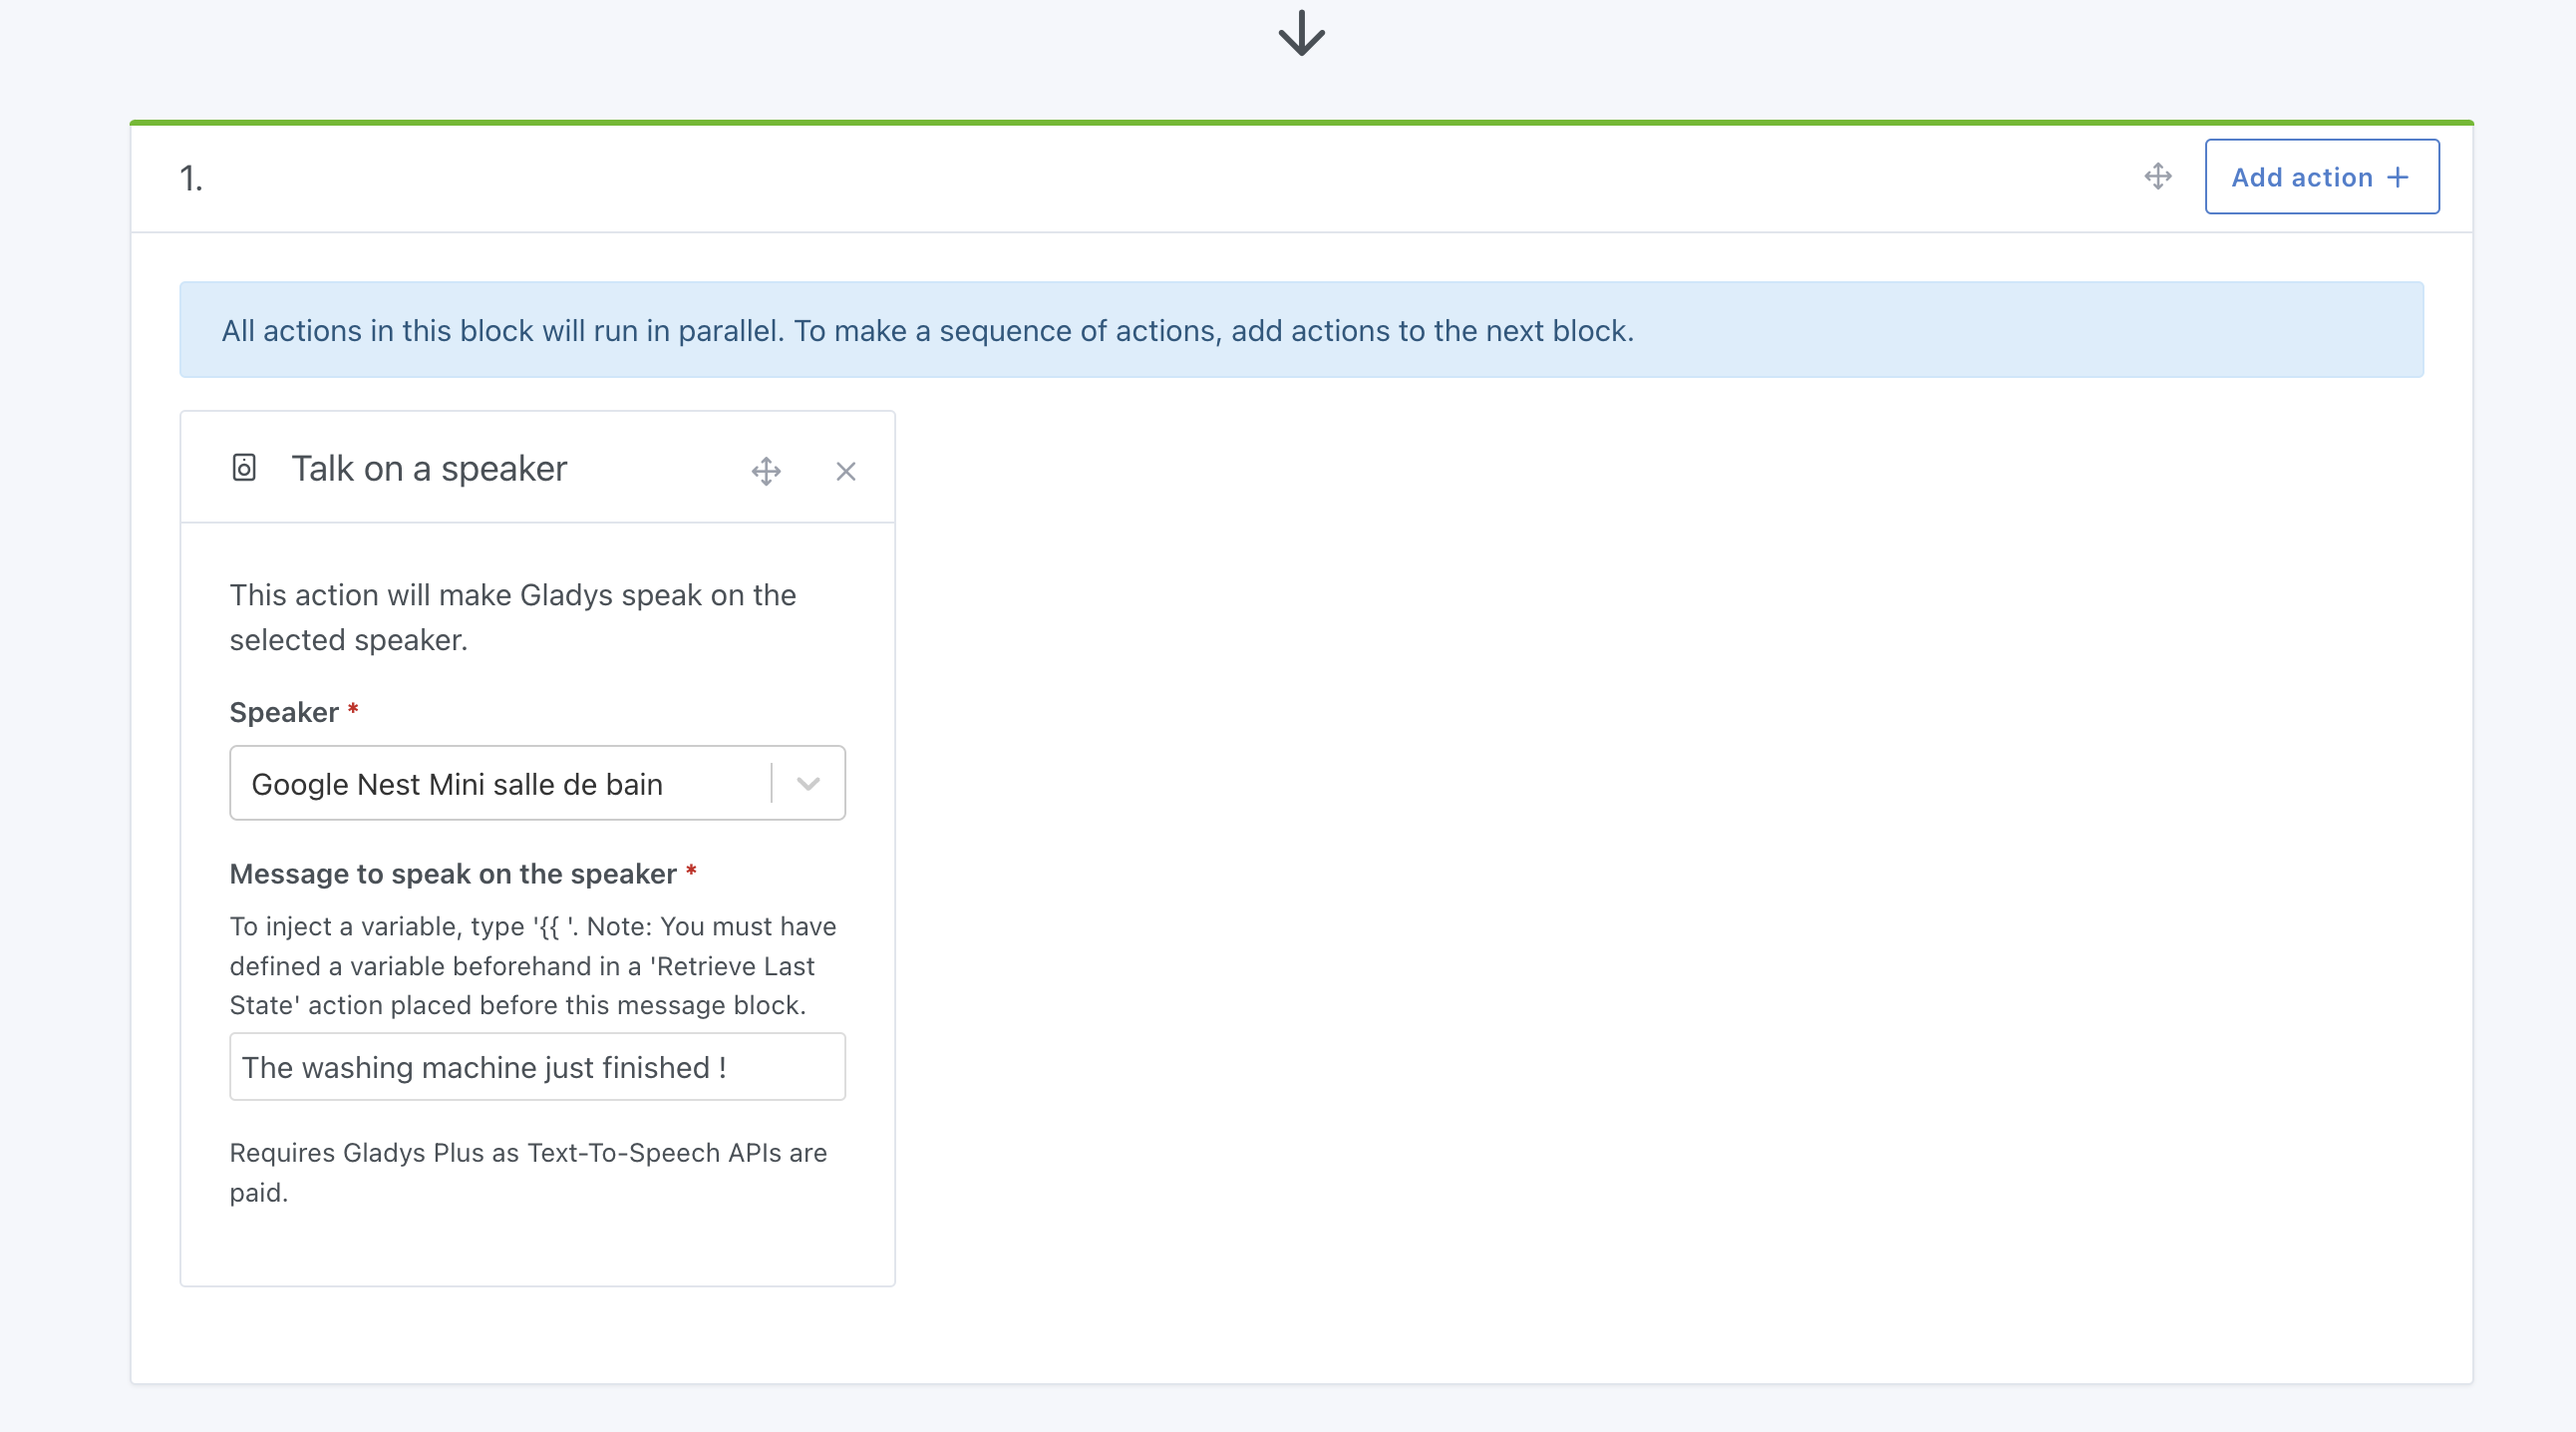 1.
Add action +
All actions in this block will run in parallel. To make a sequence of actions, add actions to the next block.
Talk on a speaker
This action will make Gladys speak on the
selected speaker.
Speaker *
Google Nest Mini salle de bain
Message to speak on the speaker *
To inject a variable, type '{{ '. Note: You must have
defined a variable beforehand in a 'Retrieve Last
State' action placed before this message block.
The washing machine just finished !
Requires Gladys Plus as Text-To-Speech APIs are
paid.